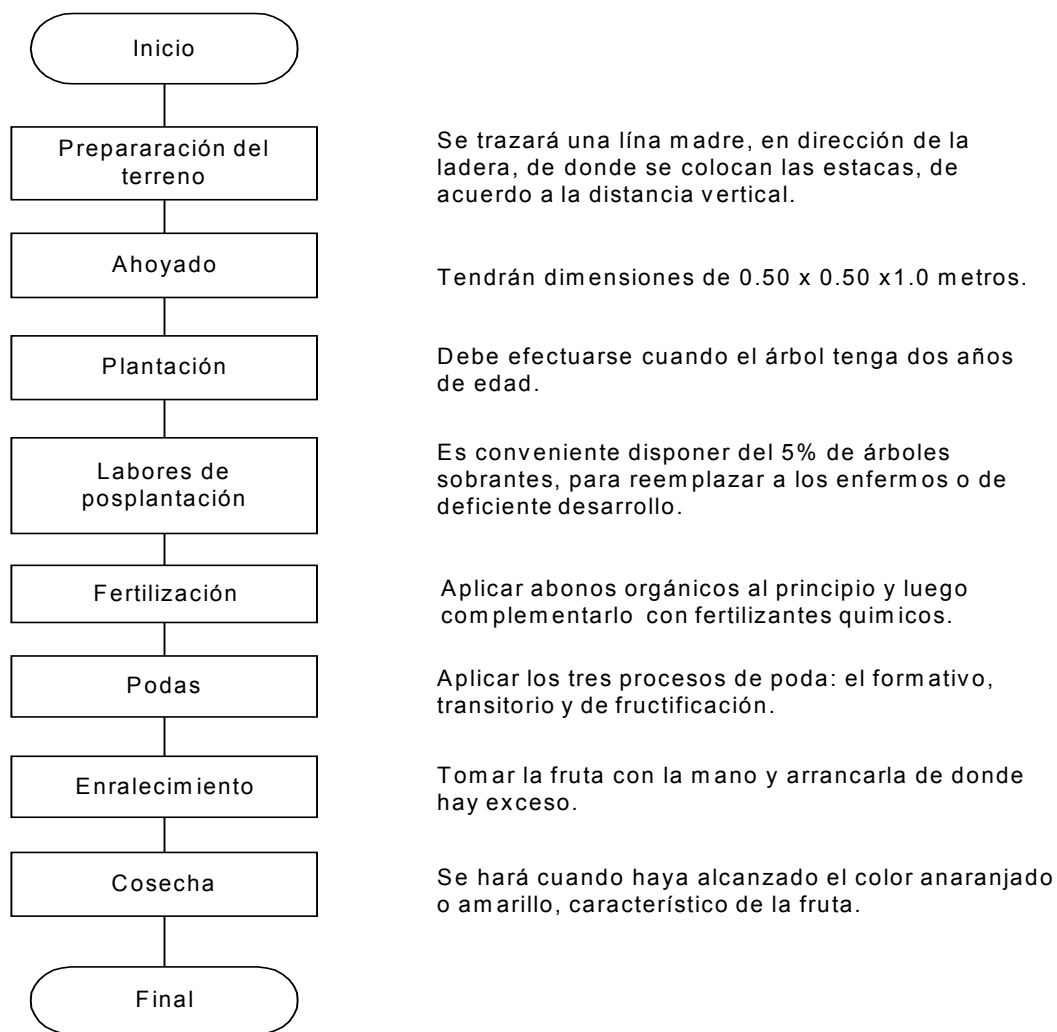 Inicio
Prepararación del
terreno
Se trazará una lína madre, en dirección de la
ladera, de donde se colocan las estacas, de
acuerdo a la distancia vertical.
Ahoyado
Tendrán dimensiones de 0.50 x 0.50 x1.0 metros.
Plantación
Debe efectuarse cuando el árbol tenga dos años
de edad.
Labores de
posplantación
Es conveniente disponer del 5% de árboles
sobrantes, para reemplazar a los enfermos o de
deficiente desarrollo.
Fertilización
Aplicar abonos orgánicos al principio y luego
complementarlo con fertilizantes quimicos.
Podas
Aplicar los tres procesos de poda: el formativo,
transitorio y de fructificación.
Enralecimiento
Tomar la fruta con la mano y arrancarla de donde
hay exceso.
Cosecha
Se hará cuando haya alcanzado el color anaranjado
o amarillo, característico de la fruta.
Final